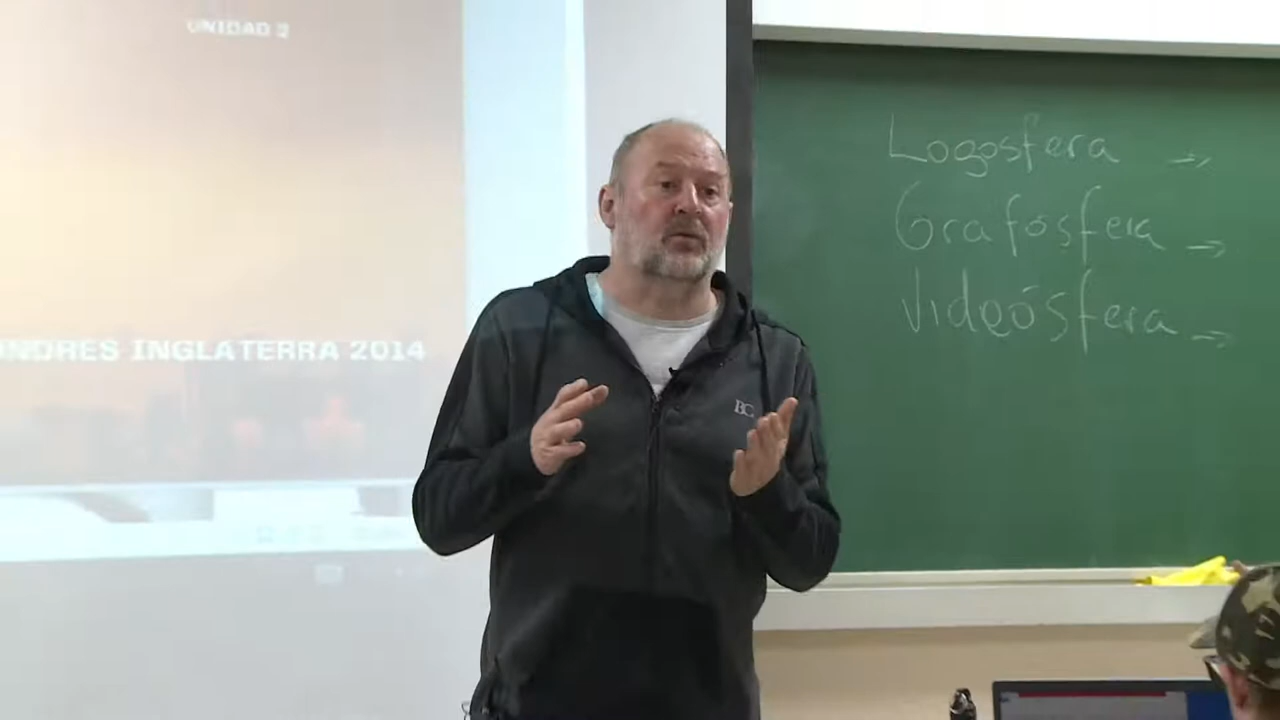 UNIDAD 2
NDRES INGLATERRA 2014
BC
Logosfera →
Grafosfera →
Videósfera →